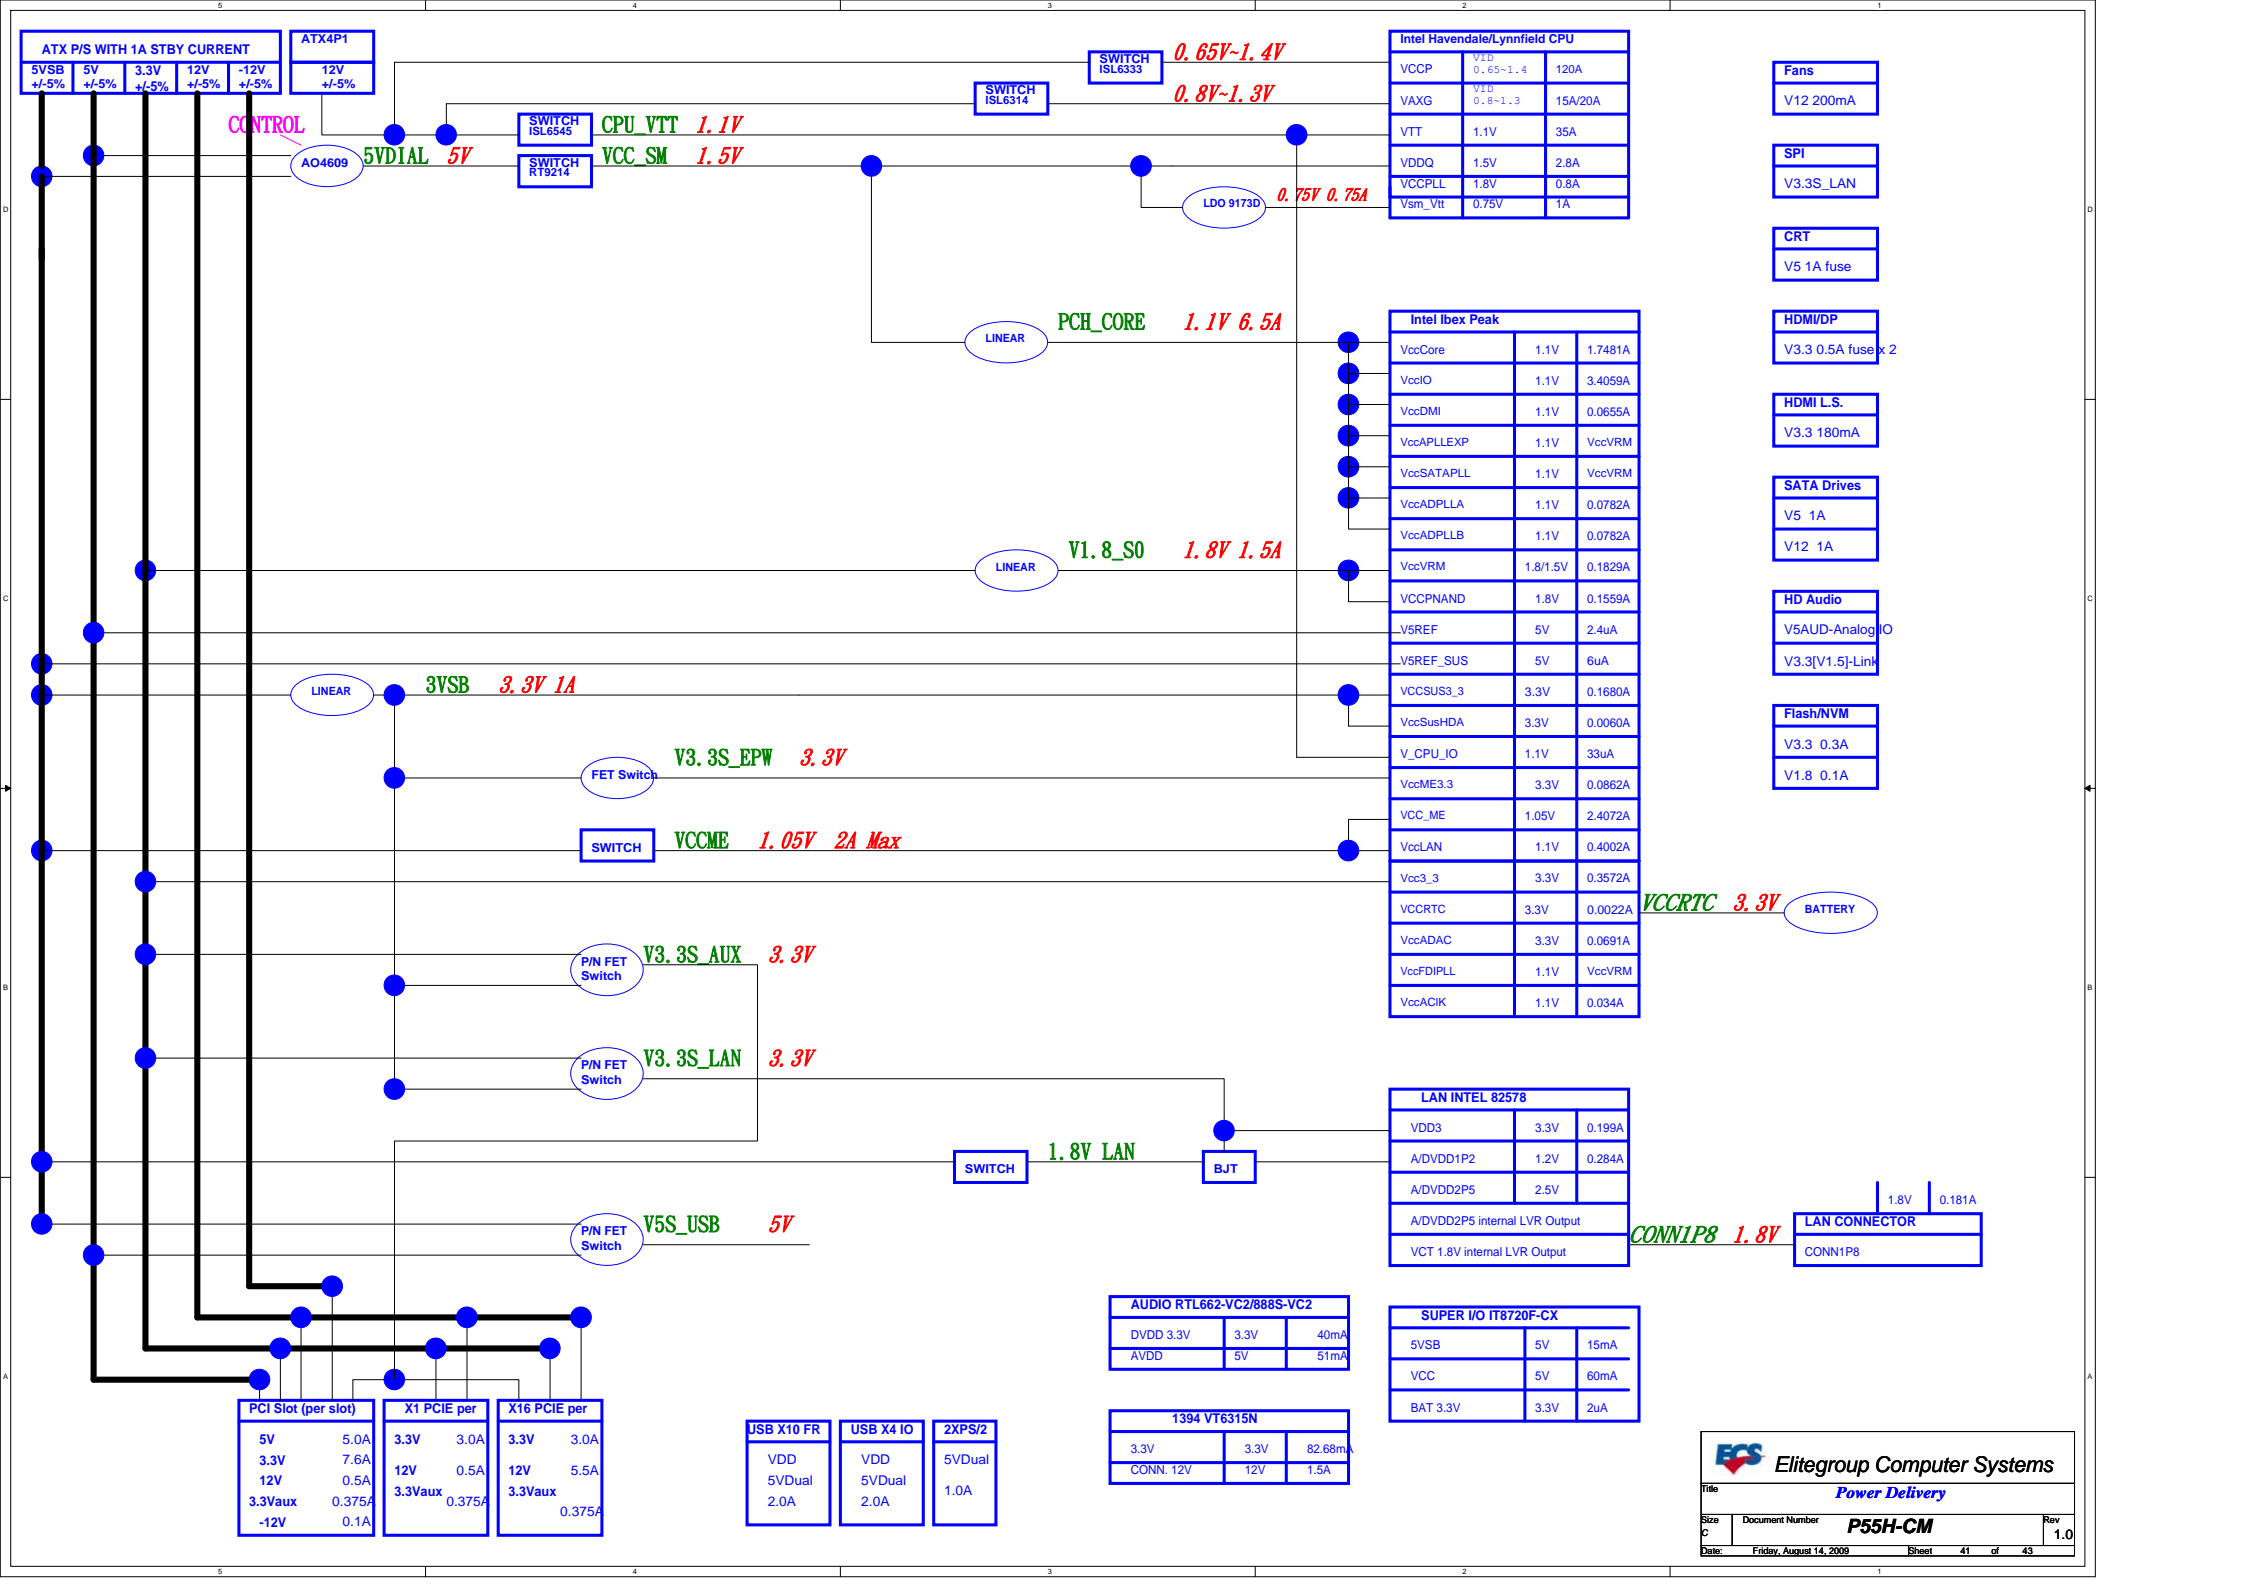 5 4 3 2 1
ATX P/S WITH 1A STBY CURRENT
5VSB +/-5%
5V +/-5%
3.3V +/-5%
12V +/-5%
-12V +/-5%
ATX4P1
12V +/-5%
CONTROL
AO4609
5VDIAL 5V
SWITCH
ISL6333
0.65V~1.4V
SWITCH
ISL6314
0.8V~1.3V
SWITCH
ISL6545
CPU_VTT 1.1V
SWITCH
RT9214
VCC_SM 1.5V
LDO 9173D
0.75V 0.75A
Intel Havendale/Lynnfield CPU
VCCP VID 0.65~1.4 120A
VAXG VID 0.8~1.3 15A/20A
VTT 1.1V 35A
VDDQ 1.5V 2.8A
VCCPLL 1.8V 0.8A
Vsm_Vtt 0.75V 1A
Fans
V12 200mA
SPI
V3.3S_LAN
CRT
V5 1A fuse
HDMI/DP
V3.3 0.5A fuse x 2
HDMI L.S.
V3.3 180mA
SATA Drives
V5 1A
V12 1A
HD Audio
V5AUD-Analog IO
V3.3[V1.5]-Link
Flash/NVM
V3.3 0.3A
V1.8 0.1A
LINEAR
PCH_CORE 1.1V 6.5A
LINEAR
V1.8_S0 1.8V 1.5A
LINEAR
3VSB 3.3V 1A
FET Switch
V3.3S_EPW 3.3V
SWITCH
VCCME 1.05V 2A Max
P/N FET
Switch
V3.3S_AUX 3.3V
P/N FET
Switch
V3.3S_LAN 3.3V
SWITCH
1.8V LAN
BJT
P/N FET
Switch
V5S_USB 5V
Intel Ibex Peak
VccCore 1.1V 1.7481A
VccIO 1.1V 3.4059A
VccDMI 1.1V 0.0655A
VccAPLLEXP 1.1V VccVRM
VccSATAPLL 1.1V VccVRM
VccADPLLA 1.1V 0.0782A
VccADPLLB 1.1V 0.0782A
VccVRM 1.8/1.5V 0.1829A
VCCPNAND 1.8V 0.1559A
V5REF 5V 2.4uA
V5REF_SUS 5V 6uA
VCCSUS3_3 3.3V 0.1680A
VccSusHDA 3.3V 0.0060A
V_CPU_IO 1.1V 33uA
VccME3.3 3.3V 0.0862A
VCC_ME 1.05V 2.4072A
VccLAN 1.1V 0.4002A
Vcc3_3 3.3V 0.3572A
VCCRTC 3.3V 0.0022A
VccADAC 3.3V 0.0691A
VccFDIPLL 1.1V VccVRM
VccAClK 1.1V 0.034A
VCCRTC 3.3V
BATTERY
LAN INTEL 82578
VDD3 3.3V 0.199A
A/DVDD1P2 1.2V 0.284A
A/DVDD2P5 2.5V
A/DVDD2P5 internal LVR Output
VCT 1.8V internal LVR Output
CONN1P8 1.8V
1.8V 0.181A
LAN CONNECTOR
CONN1P8
AUDIO RTL662-VC2/888S-VC2
DVDD 3.3V 3.3V 40mA
AVDD 5V 51mA
SUPER I/O IT8720F-CX
5VSB 5V 15mA
VCC 5V 60mA
BAT 3.3V 3.3V 2uA
1394 VT6315N
3.3V 3.3V 82.68mA
CONN. 12V 12V 1.5A
PCI Slot (per slot)
5V 5.0A
3.3V 7.6A
12V 0.5A
3.3Vaux 0.375A
-12V 0.1A
X1 PCIE per
3.3V 3.0A
12V 0.5A
3.3Vaux
0.375A
X16 PCIE per
3.3V 3.0A
12V 5.5A
3.3Vaux
0.375A
USB X10 FR
VDD
5VDual
2.0A
USB X4 IO
VDD
5VDual
2.0A
2XPS/2
5VDual
1.0A
ECS
Elitegroup Computer Systems
Title
Power Delivery
Size
C
Document Number
P55H-CM
Rev
1.0
Date: Friday, August 14, 2009 Sheet 41 of 43
D D
C C
B B
A A
5 4 3 2 1